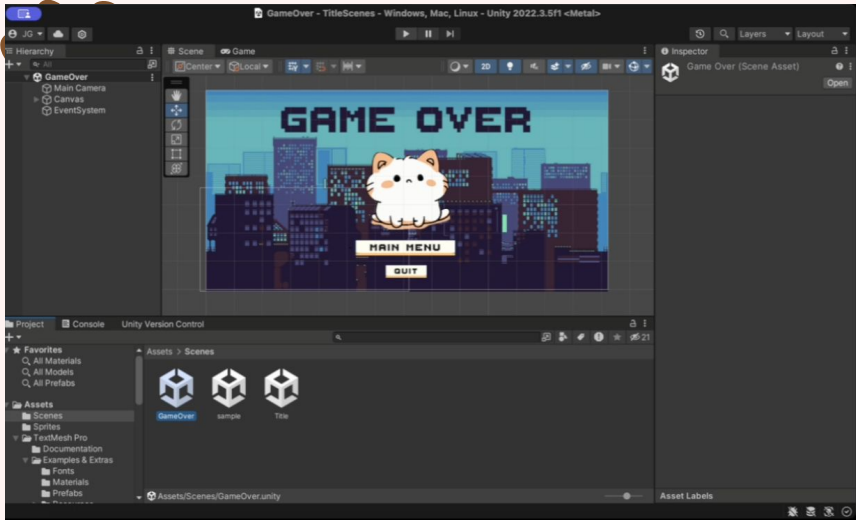 GameOver - TitleScenes - Windows, Mac, Linux - Unity 2022.3.5f1 <Metal>
JG
Layers
Layout
Hierarchy
Scene
Game
Inspector
All
Center
Local
2D
Game Over (Scene Asset)
Open
GameOver
Main Camera
Canvas
EventSystem
GAME OVER
MAIN MENU
QUIT
Project
Console
Unity Version Control
21
Favorites
All Materials
All Models
All Prefabs
Assets
Scenes
Sprites
TextMesh Pro
Documentation
Examples & Extras
Fonts
Materials
Prefabs
Assets > Scenes
GameOver
sample
Title
Assets/Scenes/GameOver.unity
Asset Labels